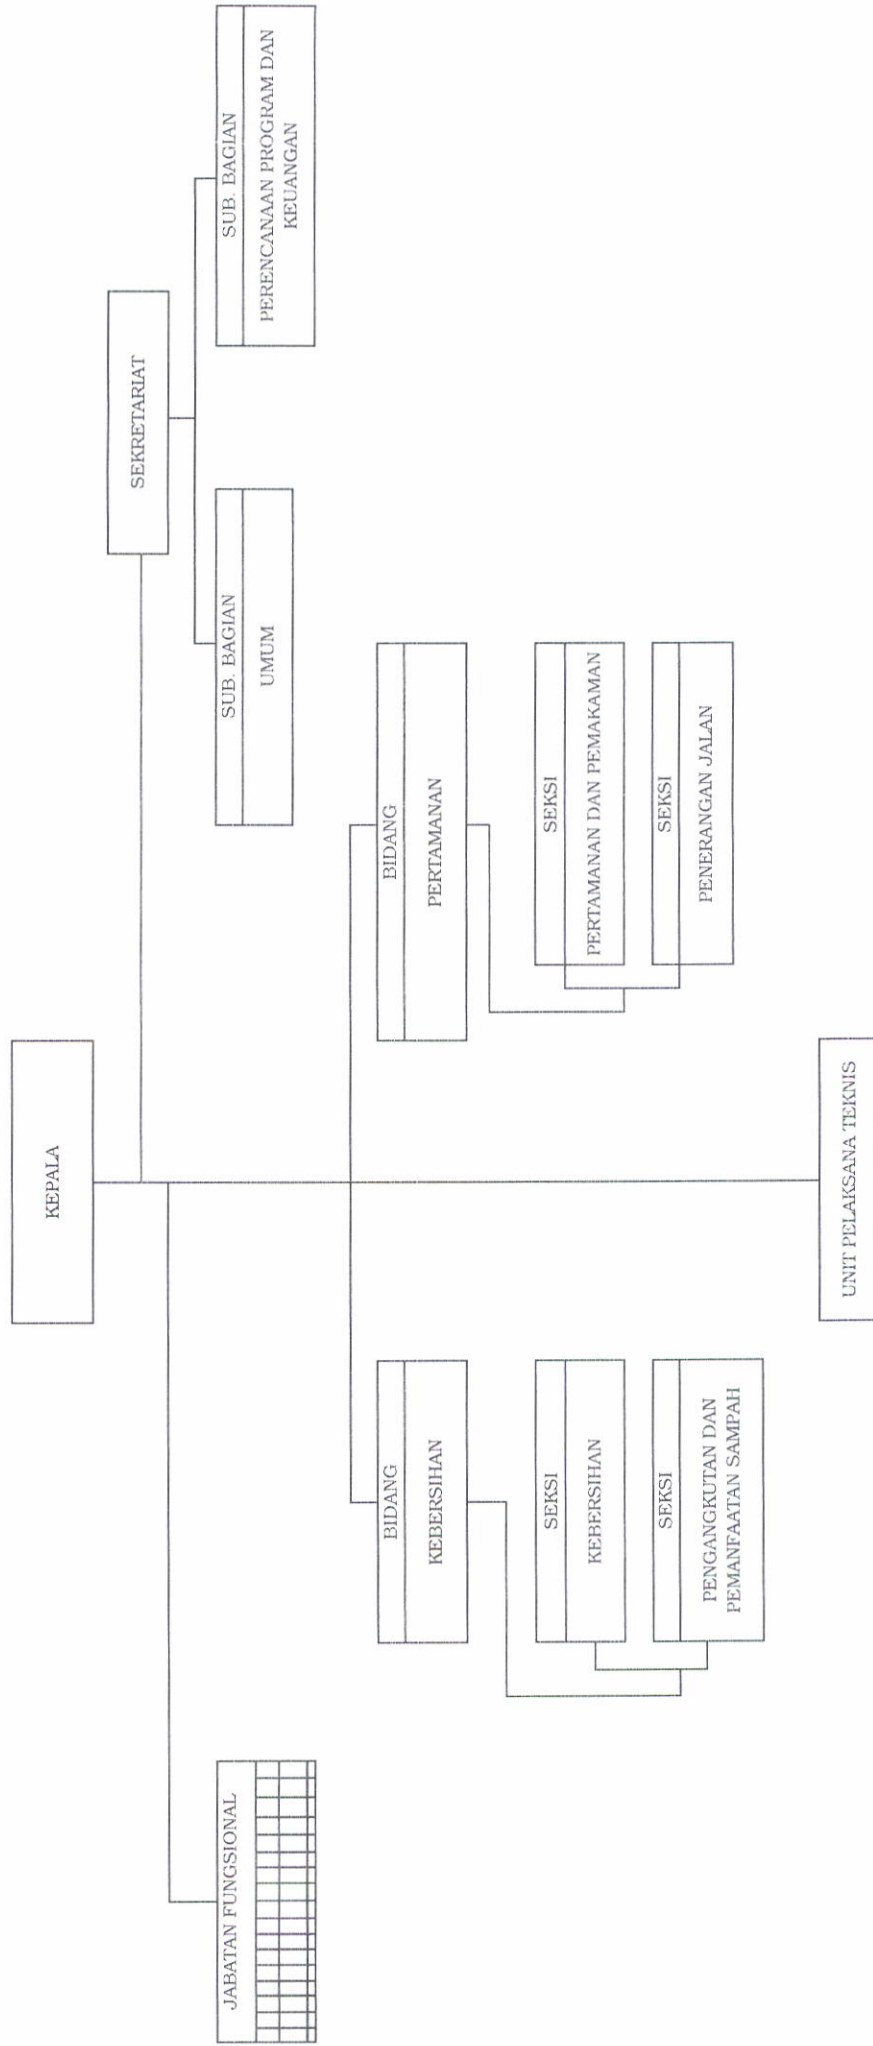 KEPALA
SEKRETARIAT
JABATAN FUNGSIONAL
SUB. BAGIAN
UMUM
SUB. BAGIAN
PERENCANAAN PROGRAM DAN
KEUANGAN
BIDANG
KEBERSIHAN
BIDANG
PERTAMANAN
SEKSI
KEBERSIHAN
SEKSI
PENGANGKUTAN DAN
PEMANFAATAN SAMPAH
SEKSI
PERTAMANAN DAN PEMAKAMAN
SEKSI
PENERANGAN JALAN
UNIT PELAKSANA TEKNIS